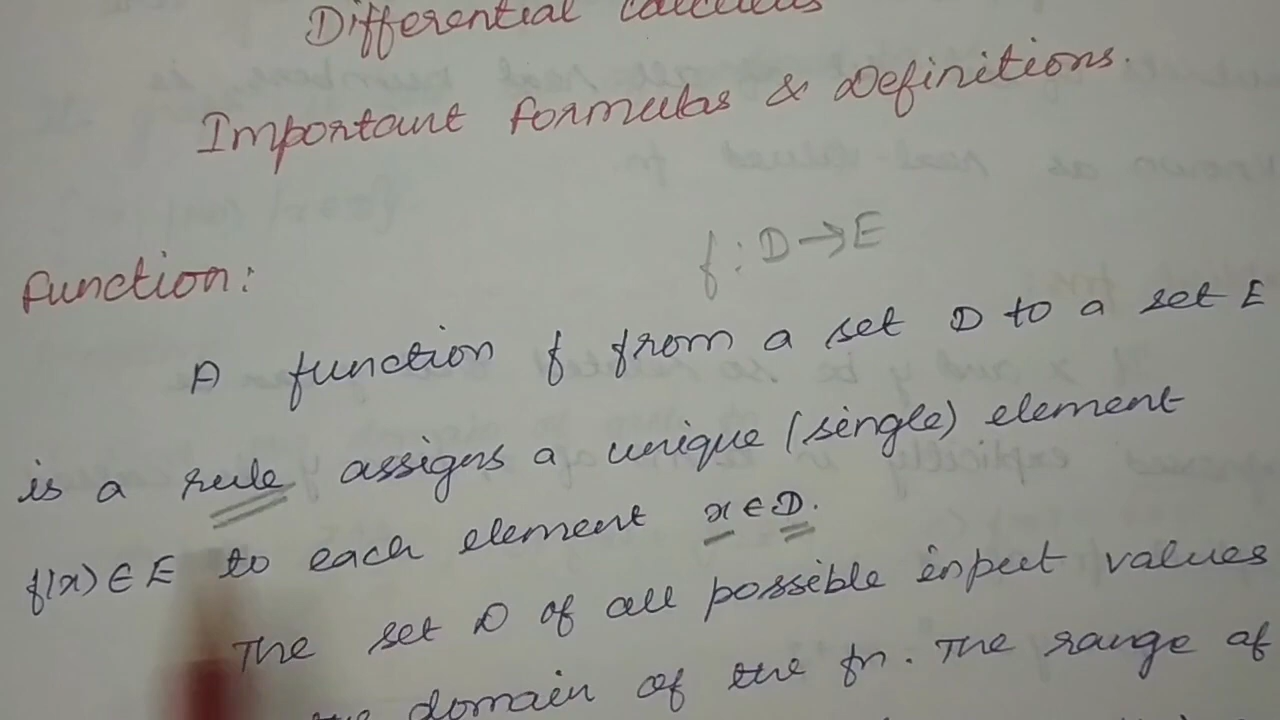 Differential Calculus
Important Formulas & Definitions.
f : D → E
Function:
A function f from a set D to a set E
is a rule assigns a unique (single) element
f(x) ∈ E to each element x ∈ D.
The set D of all possible input values
domain of the fn. The range of